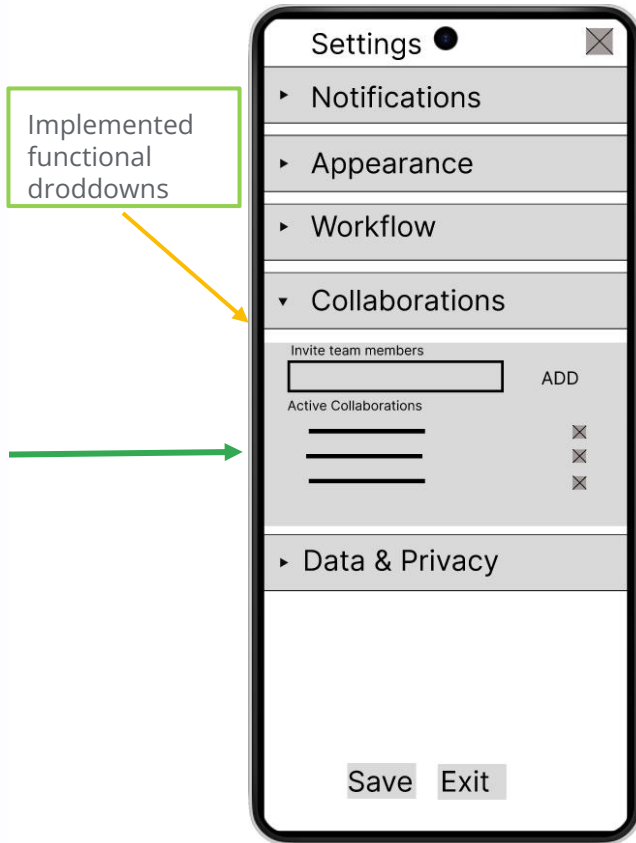 Settings
Notifications
Implemented
functional
droddowns
Appearance
Workflow
Collaborations
Invite team members
ADD
Active Collaborations
Data & Privacy
Save Exit